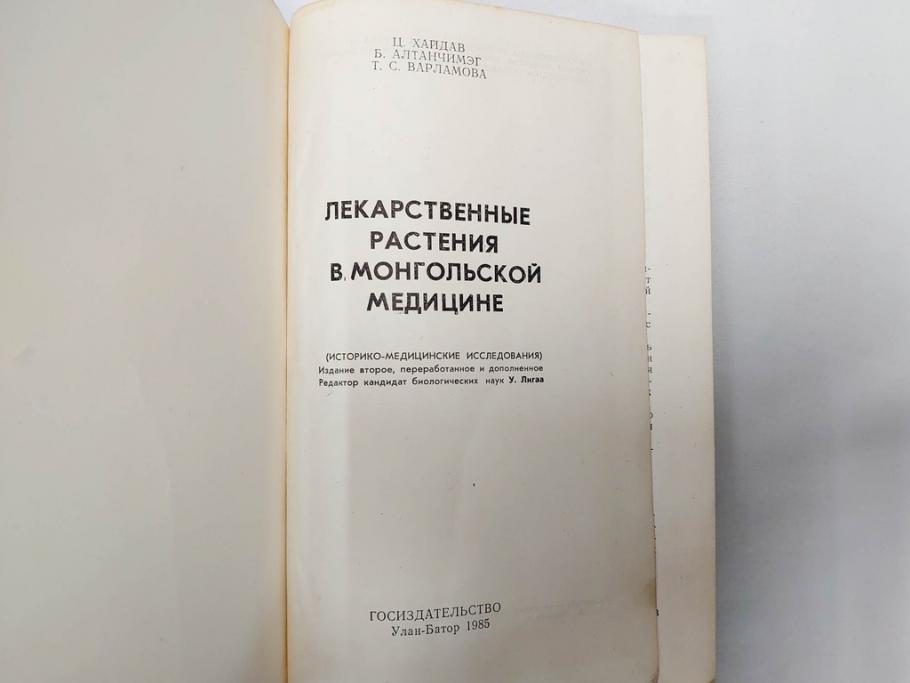 Ц. ХАЙДАВ
Б. АЛТАНЧИМЭГ
Т. С. ВАРЛАМОВА
ЛЕКАРСТВЕННЫЕ
РАСТЕНИЯ
В МОНГОЛЬСКОЙ
МЕДИЦИНЕ
(ИСТОРИКО-МЕДИЦИНСКИЕ ИССЛЕДОВАНИЯ)
Издание второе, переработанное и дополненное
Редактор кандидат биологических наук У. Лигаа
ГОСИЗДАТЕЛЬСТВО
Улан-Батор 1985